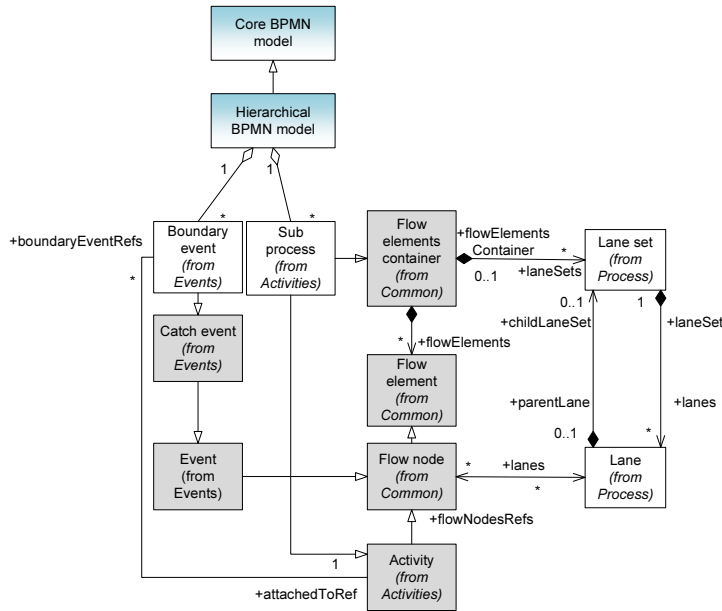 Core BPMN
model
Hierarchical
BPMN model
1
1
*
*
+boundaryEventRefs
*
Boundary
event
(from
Events)
Sub
process
(from
Activities)
Flow
elements
container
(from
Common)
+flowElements
Container
*
0..1
+laneSets
Lane set
(from
Process)
0..1
1
+childLaneSet
+laneSet
Catch event
(from
Events)
*
+flowElements
Flow
element
(from
Common)
+parentLane
0..1
+lanes
*
Event
(from
Events)
Flow node
(from
Common)
*
+lanes
*
Lane
(from
Process)
+flowNodesRefs
1
+attachedToRef
Activity
(from
Activities)